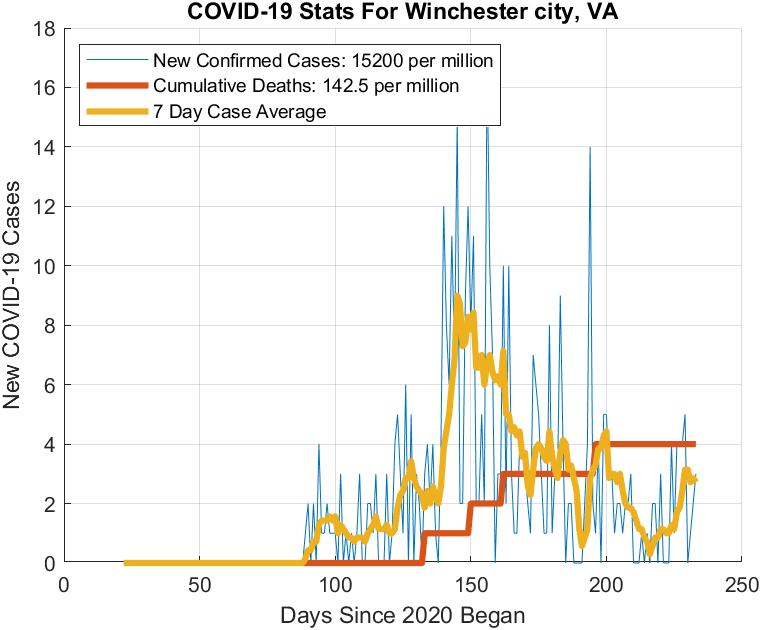 COVID-19 Stats For Winchester city, VA
New Confirmed Cases: 15200 per million
Cumulative Deaths: 142.5 per million
7 Day Case Average
New COVID-19 Cases
18
16
14
12
10
8
6
4
2
0
0 50 100 150 200 250
Days Since 2020 Began